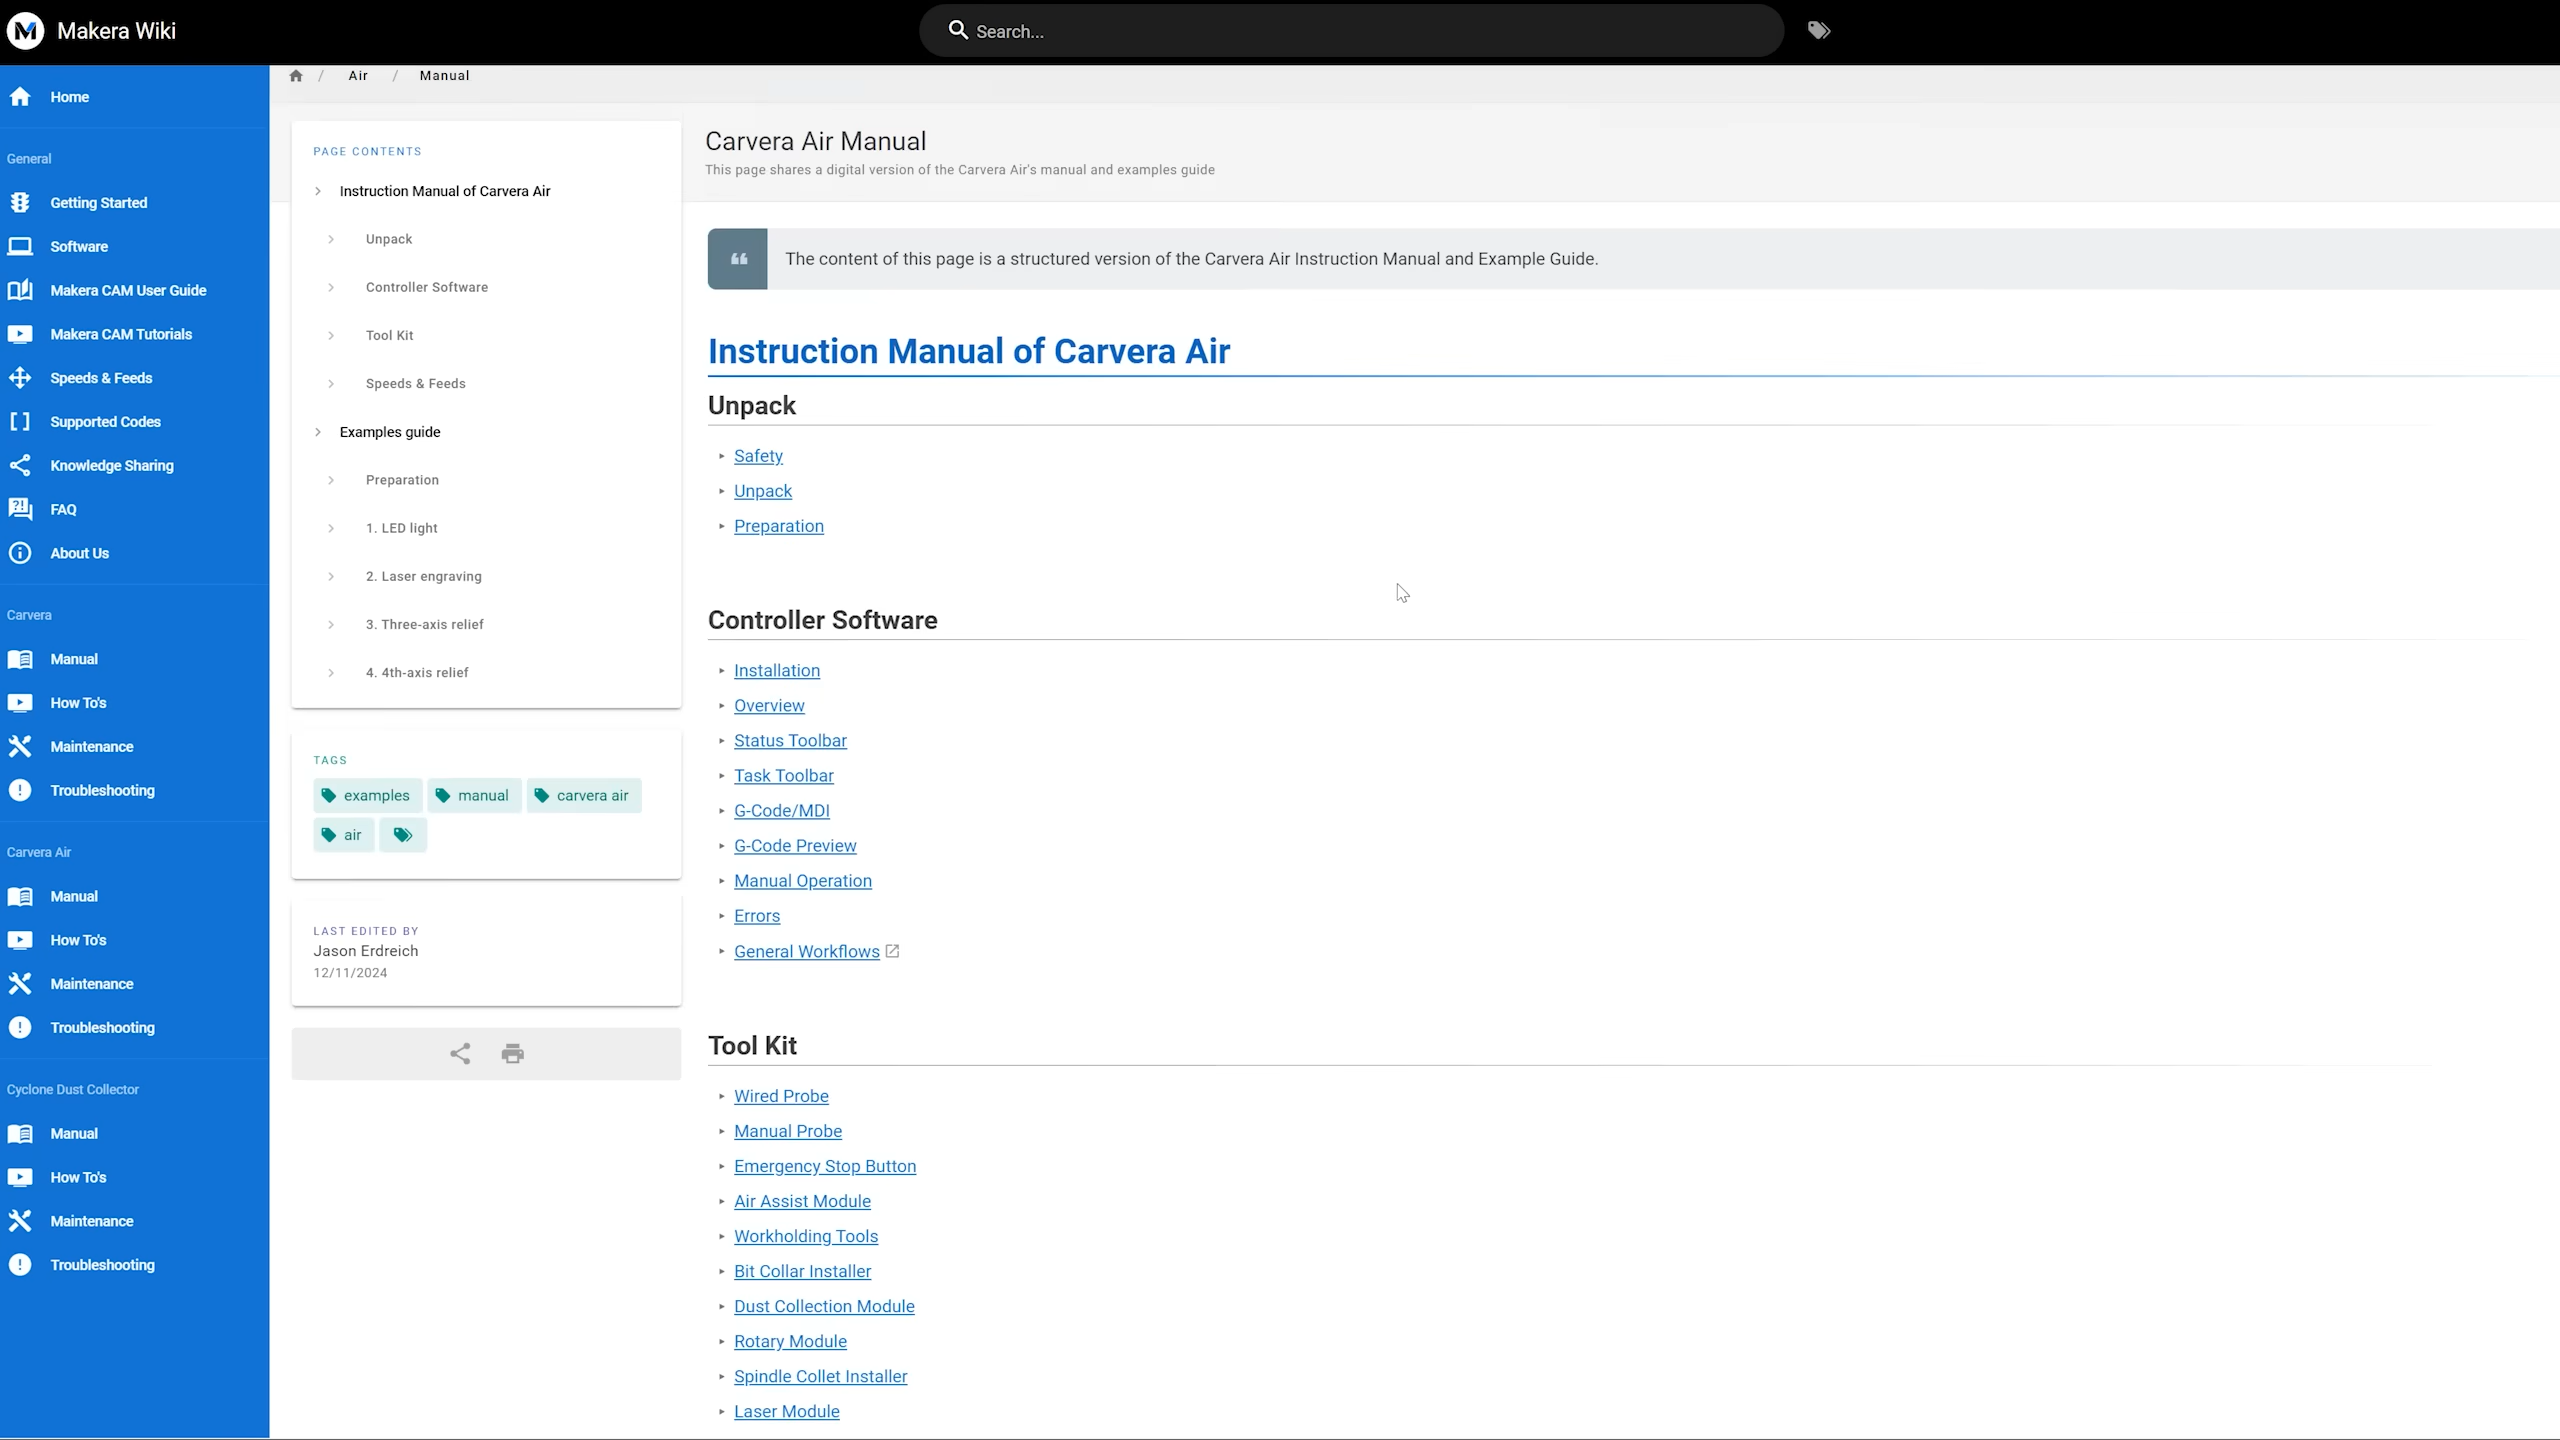 Makera Wiki
Search...
Home
General
Getting Started
Software
Makera CAM User Guide
Makera CAM Tutorials
Speeds & Feeds
Supported Codes
Knowledge Sharing
FAQ
About Us
Carvera
Manual
How To's
Maintenance
Troubleshooting
Carvera Air
Manual
How To's
Maintenance
Troubleshooting
Cyclone Dust Collector
Manual
How To's
Maintenance
Troubleshooting
/ Air / Manual
PAGE CONTENTS
Instruction Manual of Carvera Air
Unpack
Controller Software
Tool Kit
Speeds & Feeds
Examples guide
Preparation
1. LED light
2. Laser engraving
3. Three-axis relief
4. 4th-axis relief
TAGS
examples manual carvera air
air
LAST EDITED BY
Jason Erdreich
12/11/2024
Carvera Air Manual
This page shares a digital version of the Carvera Air's manual and examples guide
The content of this page is a structured version of the Carvera Air Instruction Manual and Example Guide.
Instruction Manual of Carvera Air
Unpack
Safety
Unpack
Preparation
Controller Software
Installation
Overview
Status Toolbar
Task Toolbar
G-Code/MDI
G-Code Preview
Manual Operation
Errors
General Workflows
Tool Kit
Wired Probe
Manual Probe
Emergency Stop Button
Air Assist Module
Workholding Tools
Bit Collar Installer
Dust Collection Module
Rotary Module
Spindle Collet Installer
Laser Module